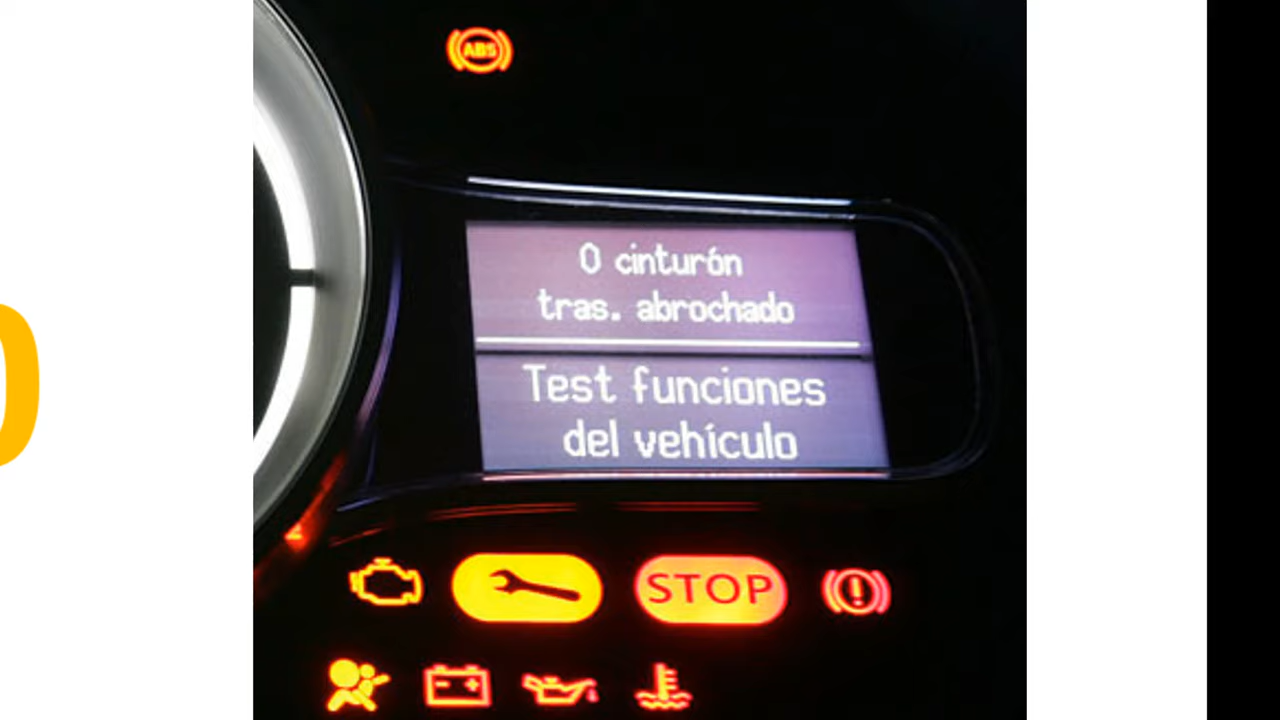 ABS
0 cinturón
tras. abrochado
Test funciones
del vehículo
STOP